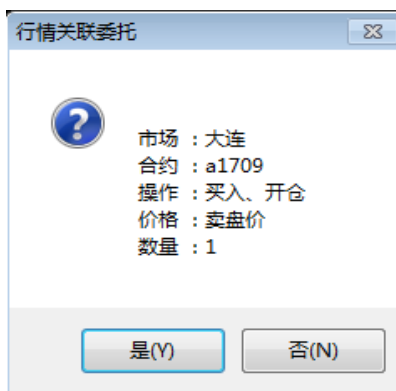 行情关联委托
市场 ：大连
合约 ：a1709
操作 ：买入、开仓
价格 ：卖盘价
数量 ：1
是(Y) 否(N)